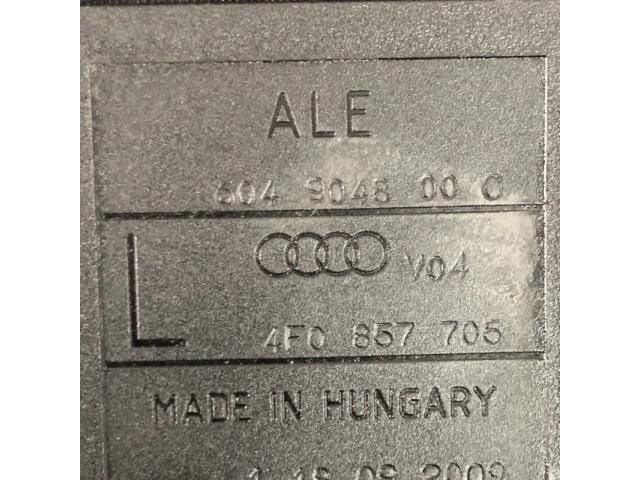 ALE
604 9048 00 C
L V04
4F0 857 705
MADE IN HUNGARY